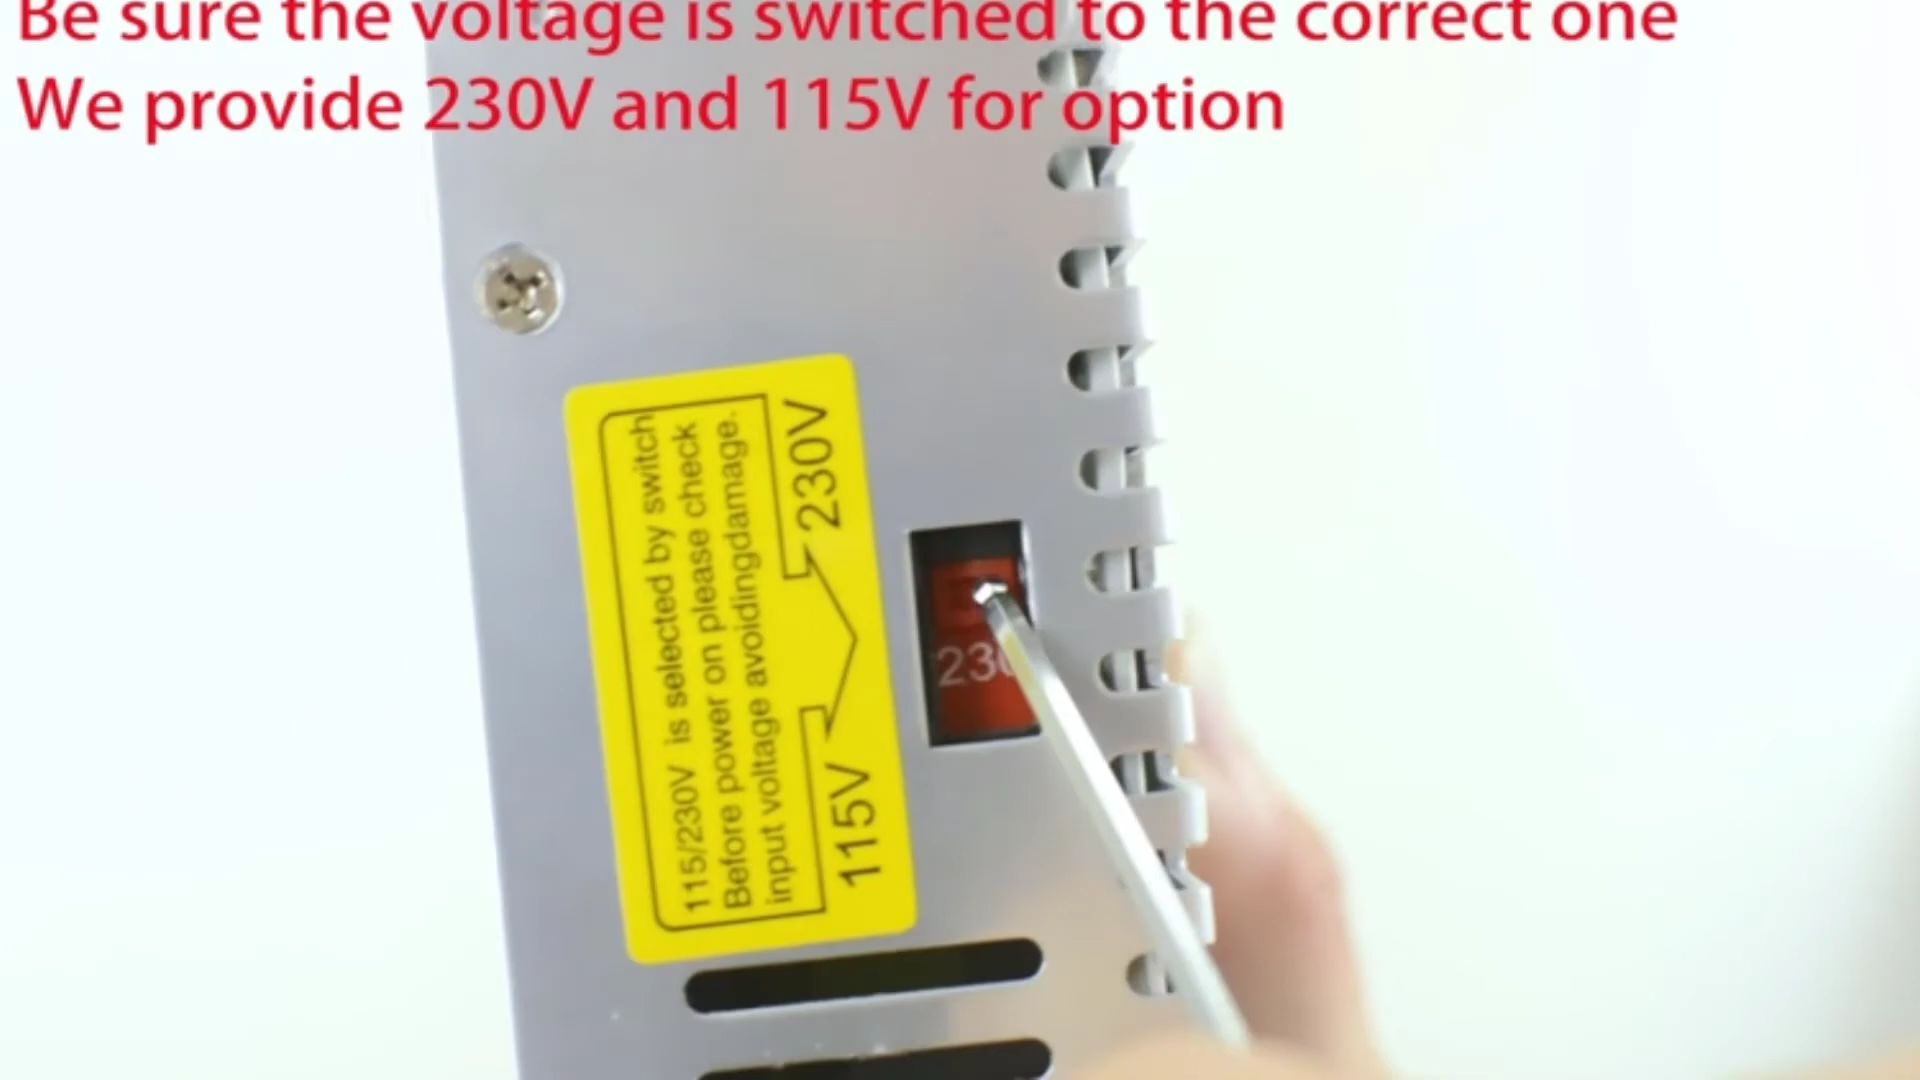 Be sure the voltage is switched to the correct one
We provide 230V and 115V for option
115/230V is selected by switch
Before power on please check
input voltage avoidingdamage.
115V
230V